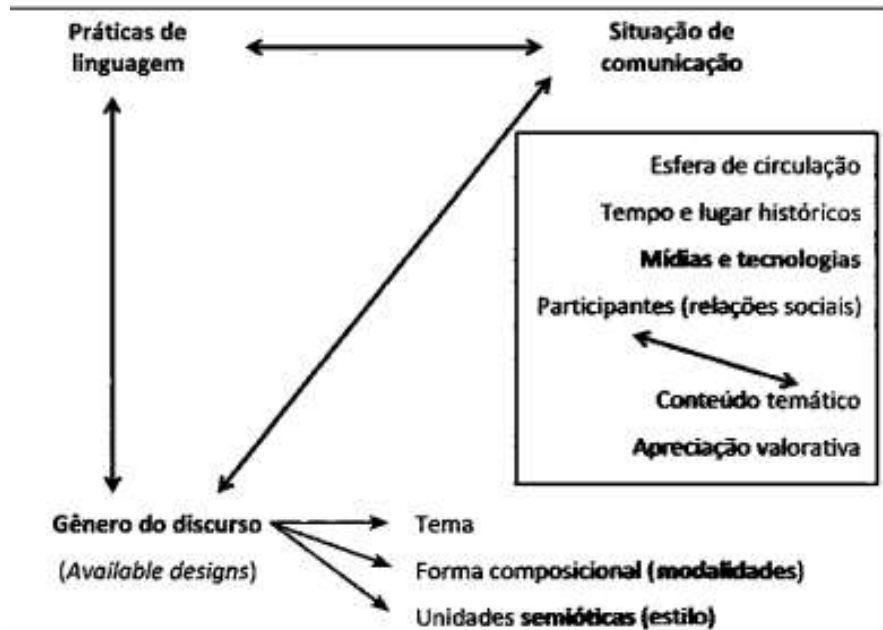 Práticas de
linguagem
Situação de
comunicação
Esfera de circulação
Tempo e lugar históricos
Mídias e tecnologias
Participantes (relações sociais)
Conteúdo temático
Apreciação valorativa
Gênero do discurso
(Available designs)
Tema
Forma composicional (modalidades)
Unidades semióticas (estilo)